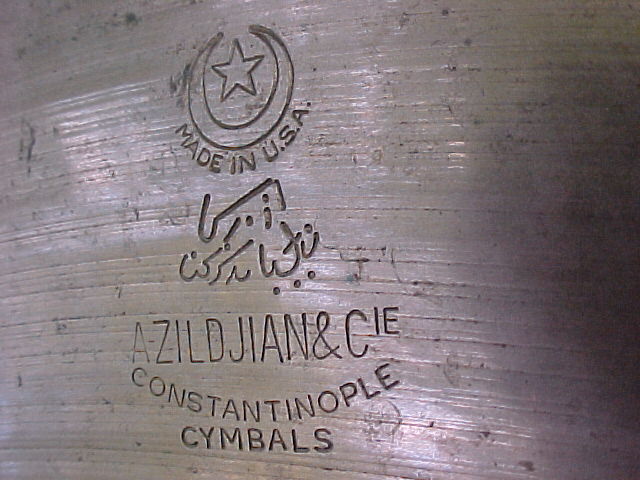 MADE IN U.S.A.
A·ZILDJIAN & CIE
CONSTANTINOPLE
CYMBALS